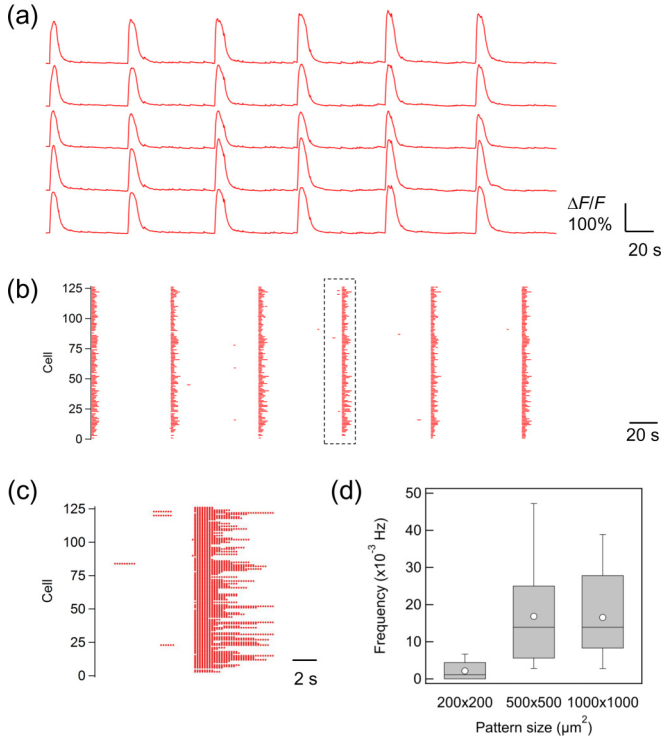 (a)
ΔF/F
100%
20 s
(b)
125
100
75
50
25
0
Cell
20 s
(c)
125
100
75
50
25
0
Cell
2 s
(d)
50
40
30
20
10
0
Frequency (x10⁻³ Hz)
200x200 500x500 1000x1000
Pattern size (µm²)